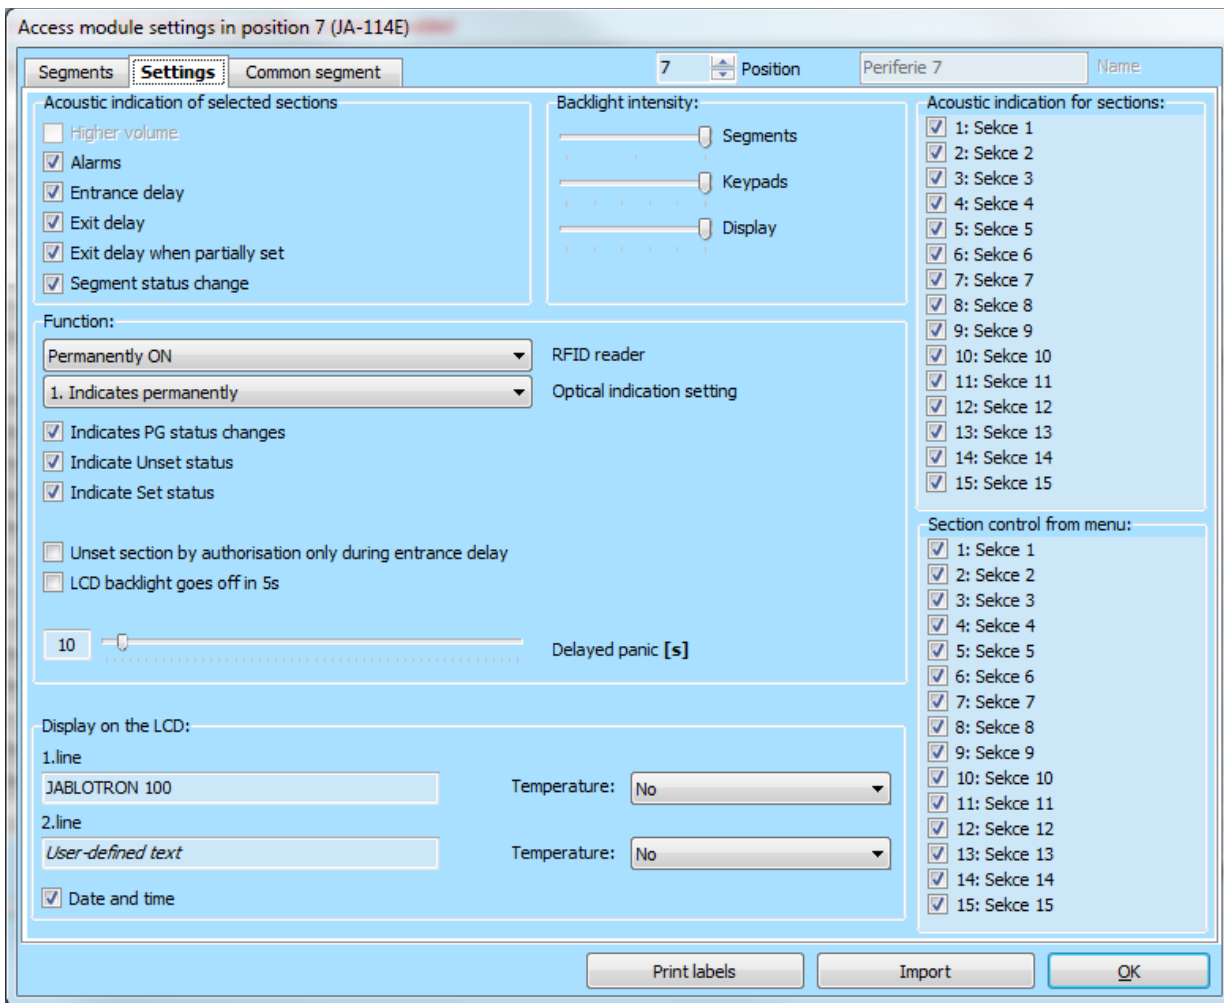 Access module settings in position 7 (JA-114E)
Segments
Settings
Common segment
7
Position
Periferie 7
Name
Acoustic indication of selected sections
Higher volume
Alarms
Entrance delay
Exit delay
Exit delay when partially set
Segment status change
Backlight intensity:
Segments
Keypads
Display
Function:
Permanently ON
RFID reader
1. Indicates permanently
Optical indication setting
Indicates PG status changes
Indicate Unset status
Indicate Set status
Unset section by authorisation only during entrance delay
LCD backlight goes off in 5s
10
Delayed panic [s]
Display on the LCD:
1.line
JABLOTRON 100
Temperature:
No
2.line
User-defined text
Temperature:
No
Date and time
Acoustic indication for sections:
1: Sekce 1
2: Sekce 2
3: Sekce 3
4: Sekce 4
5: Sekce 5
6: Sekce 6
7: Sekce 7
8: Sekce 8
9: Sekce 9
10: Sekce 10
11: Sekce 11
12: Sekce 12
13: Sekce 13
14: Sekce 14
15: Sekce 15
Section control from menu:
1: Sekce 1
2: Sekce 2
3: Sekce 3
4: Sekce 4
5: Sekce 5
6: Sekce 6
7: Sekce 7
8: Sekce 8
9: Sekce 9
10: Sekce 10
11: Sekce 11
12: Sekce 12
13: Sekce 13
14: Sekce 14
15: Sekce 15
Print labels
Import
OK